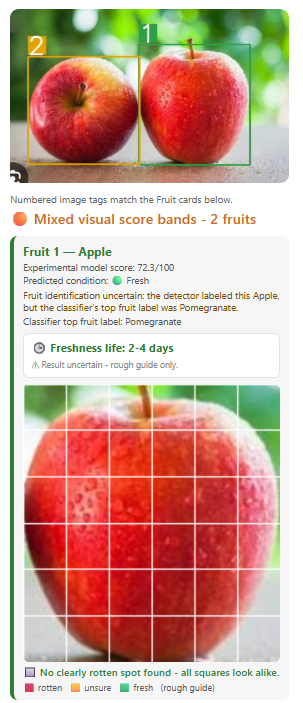 1
2
Numbered image tags match the Fruit cards below.
Mixed visual score bands - 2 fruits
Fruit 1 — Apple
Experimental model score: 72.3/100
Predicted condition: Fresh
Fruit identification uncertain: the detector labeled this Apple,
but the classifier's top fruit label was Pomegranate.
Classifier top fruit label: Pomegranate
Freshness life: 2-4 days
⚠ Result uncertain - rough guide only.
No clearly rotten spot found - all squares look alike.
rotten unsure fresh (rough guide)